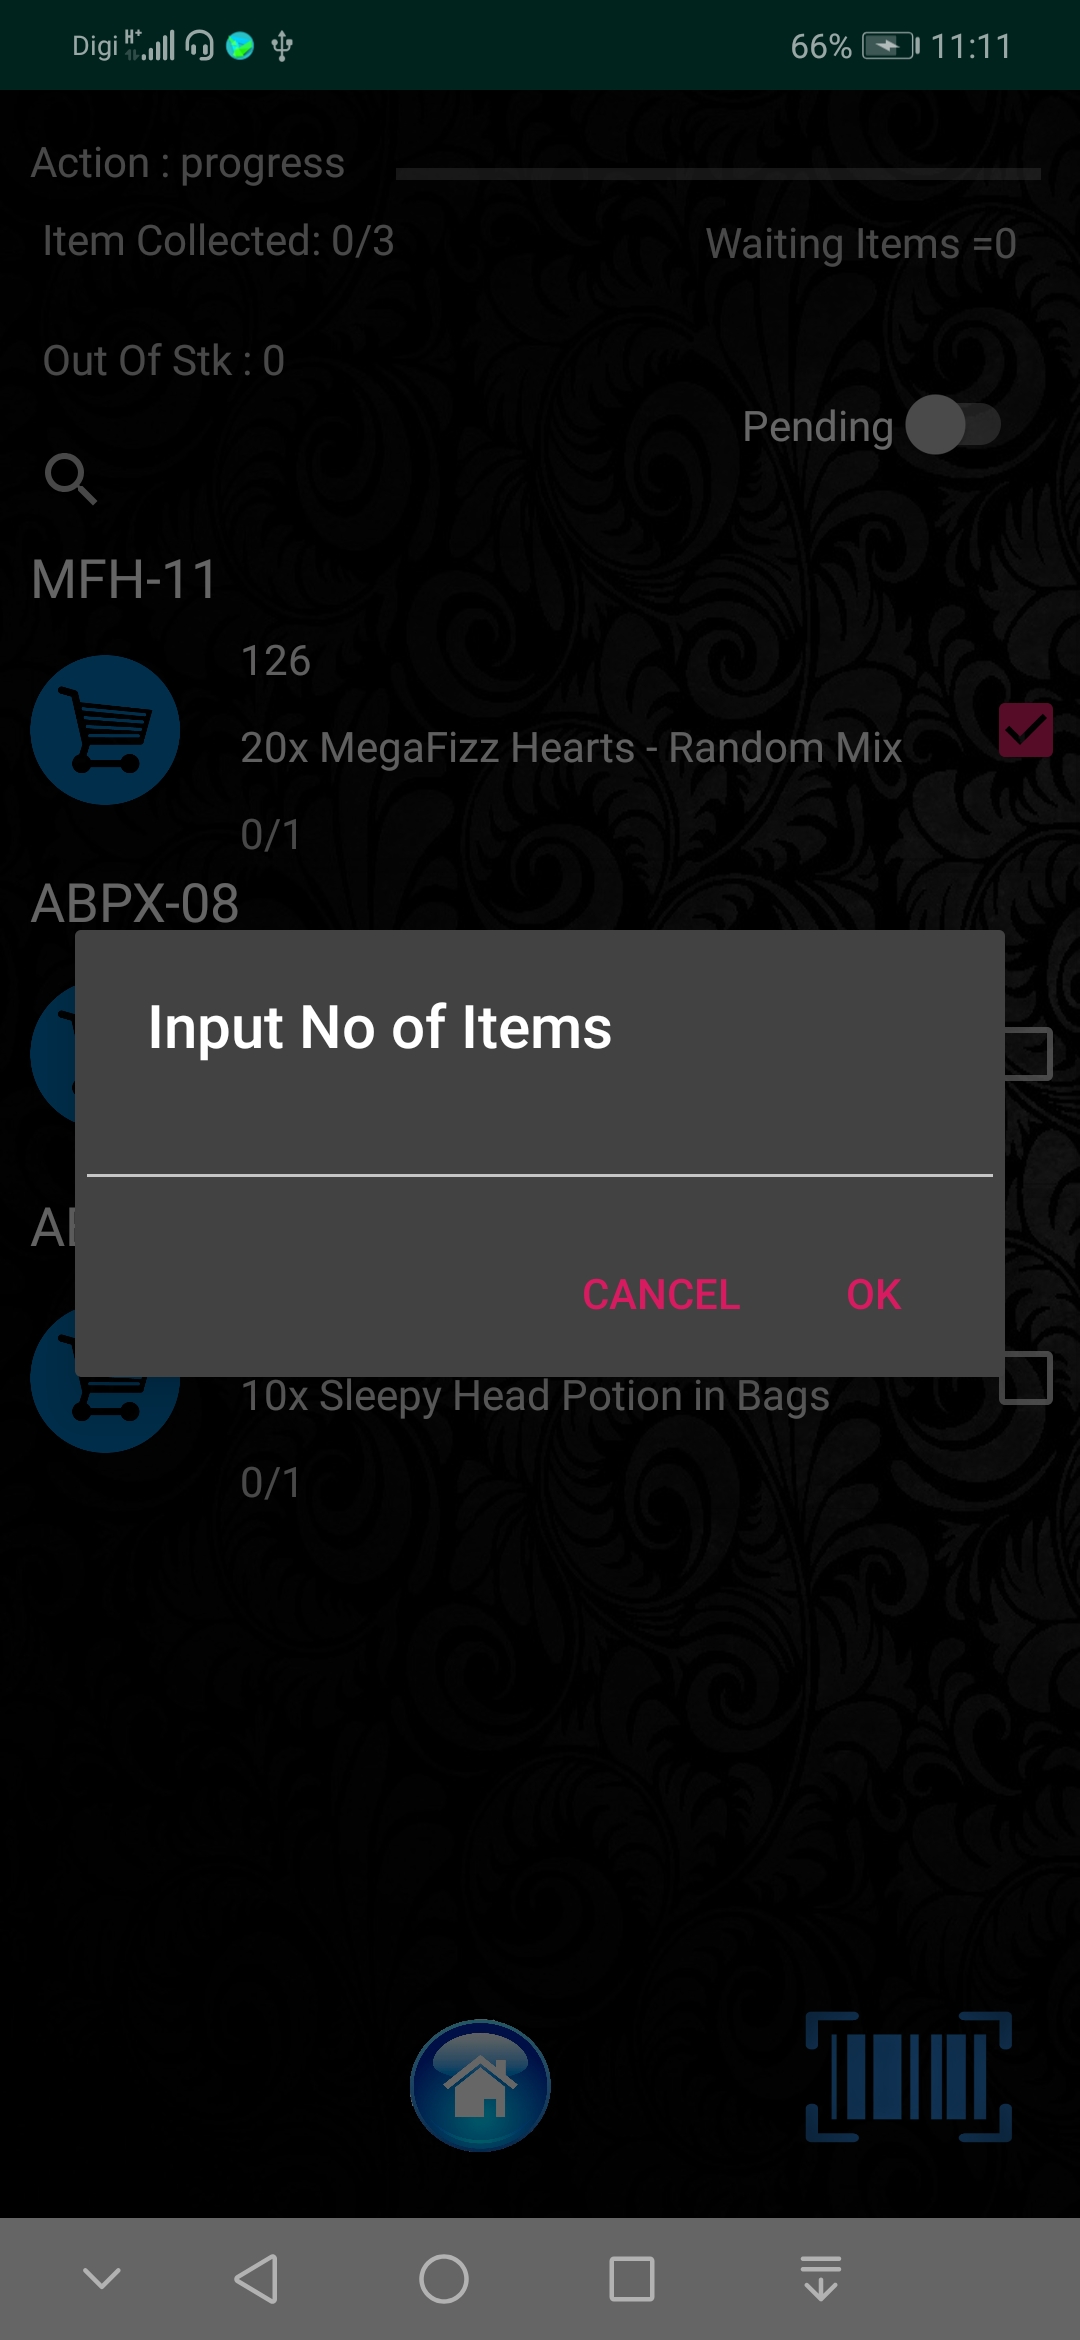 Digi H+ 66% 11:11
Action : progress
Item Collected: 0/3 Waiting Items =0
Out Of Stk : 0
Pending
MFH-11
126
20x MegaFizz Hearts - Random Mix
0/1
ABPX-08
Input No of Items
CANCEL OK
10x Sleepy Head Potion in Bags
0/1